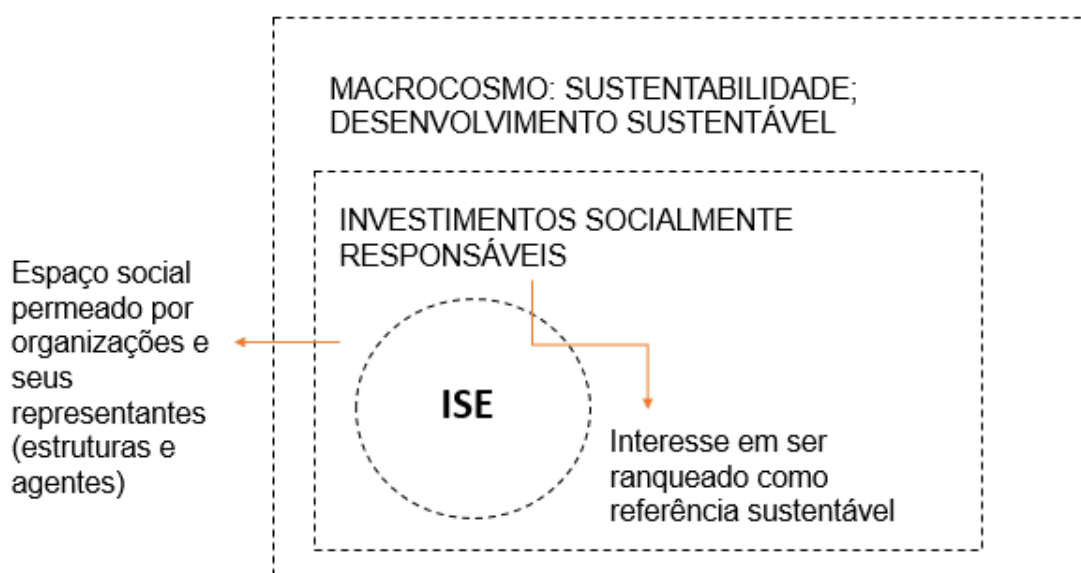 MACROCOSMO: SUSTENTABILIDADE;
DESENVOLVIMENTO SUSTENTÁVEL
INVESTIMENTOS SOCIALMENTE
RESPONSÁVEIS
Espaço social
permeado por
organizações e
seus
representantes
(estruturas e
agentes)
ISE
Interesse em ser
ranqueado como
referência sustentável